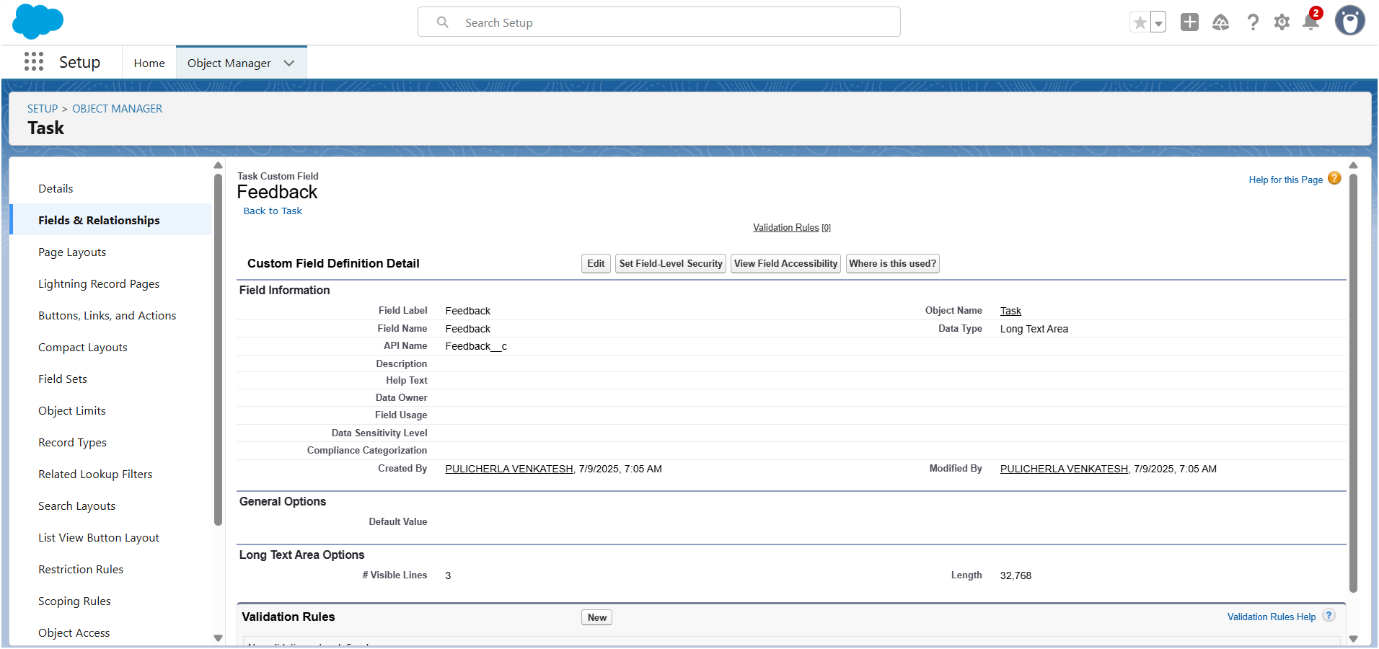 Search Setup
2
Setup
Home
Object Manager
SETUP > OBJECT MANAGER
Task
Details
Fields & Relationships
Page Layouts
Lightning Record Pages
Buttons, Links, and Actions
Compact Layouts
Field Sets
Object Limits
Record Types
Related Lookup Filters
Search Layouts
List View Button Layout
Restriction Rules
Scoping Rules
Object Access
Task Custom Field
Feedback
Back to Task
Help for this Page ?
Validation Rules [0]
Custom Field Definition Detail
Edit
Set Field-Level Security
View Field Accessibility
Where is this used?
Field Information
Field Label Feedback Object Name Task
Field Name Feedback Data Type Long Text Area
API Name Feedback__c
Description
Help Text
Data Owner
Field Usage
Data Sensitivity Level
Compliance Categorization
Created By PULICHERLA VENKATESH, 7/9/2025, 7:05 AM Modified By PULICHERLA VENKATESH, 7/9/2025, 7:05 AM
General Options
Default Value
Long Text Area Options
# Visible Lines 3 Length 32,768
Validation Rules New Validation Rules Help ?